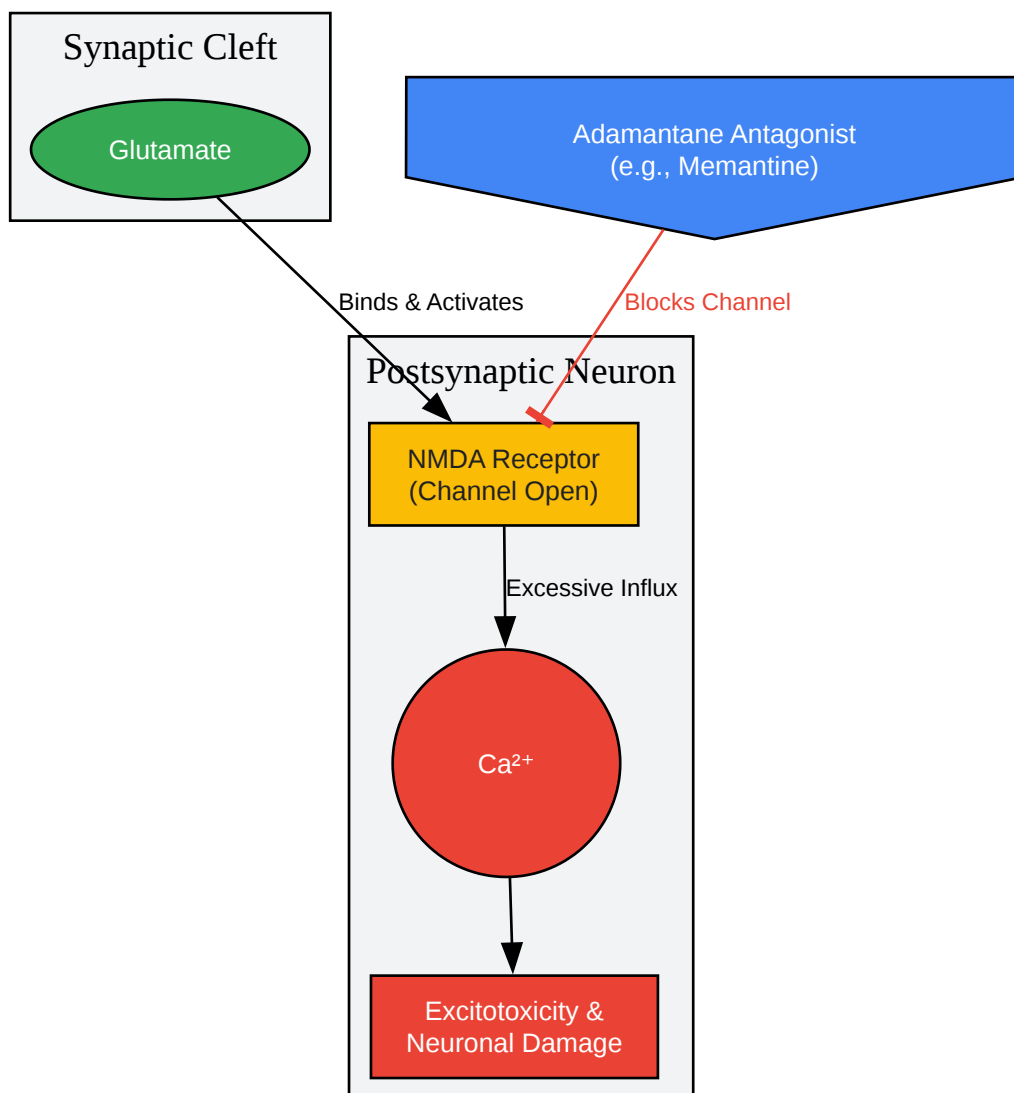 Synaptic Cleft
Glutamate
Adamantane Antagonist
(e.g., Memantine)
Binds & Activates
Blocks Channel
Postsynaptic Neuron
NMDA Receptor
(Channel Open)
Excessive Influx
Ca²⁺
Excitotoxicity &
Neuronal Damage